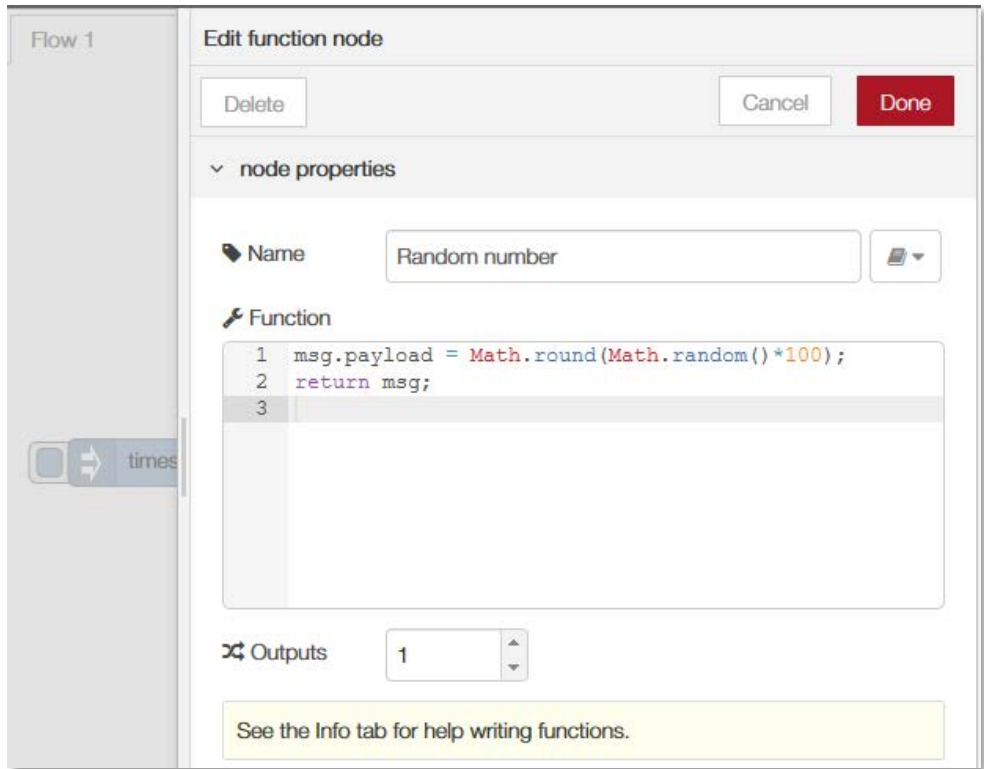 Flow 1
Edit function node
Delete
Cancel
Done
node properties
Name
Random number
Function
1 msg.payload = Math.round(Math.random()*100);
2 return msg;
3
times
Outputs
1
See the Info tab for help writing functions.